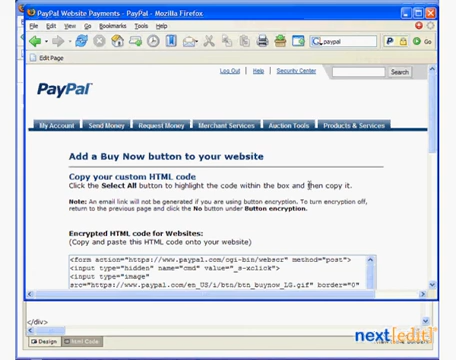 PayPal Website Payments - PayPal - Mozilla Firefox
File Edit View Go Bookmarks Tools Help
paypal
Go
Edit Page
Log Out | Help | Security Center
Search
PayPal
My Account Send Money Request Money Merchant Services Auction Tools Products & Services
Add a Buy Now button to your website
Copy your custom HTML code
Click the Select All button to highlight the code within the box and then copy it.
Note: An email link will not be generated if you are using button encryption. To turn encryption off,
return to the previous page and click the No button under Button encryption.
Encrypted HTML code for Websites:
(Copy and paste this HTML code onto your website)
<form action="https://www.paypal.com/cgi-bin/webscr" method="post">
<input type="hidden" name="cmd" value="_s-xclick">
<input type="image"
src="https://www.paypal.com/en_US/i/btn/btn_buynow_LG.gif" border="0"
</div>
next[edit]
Design Html Code